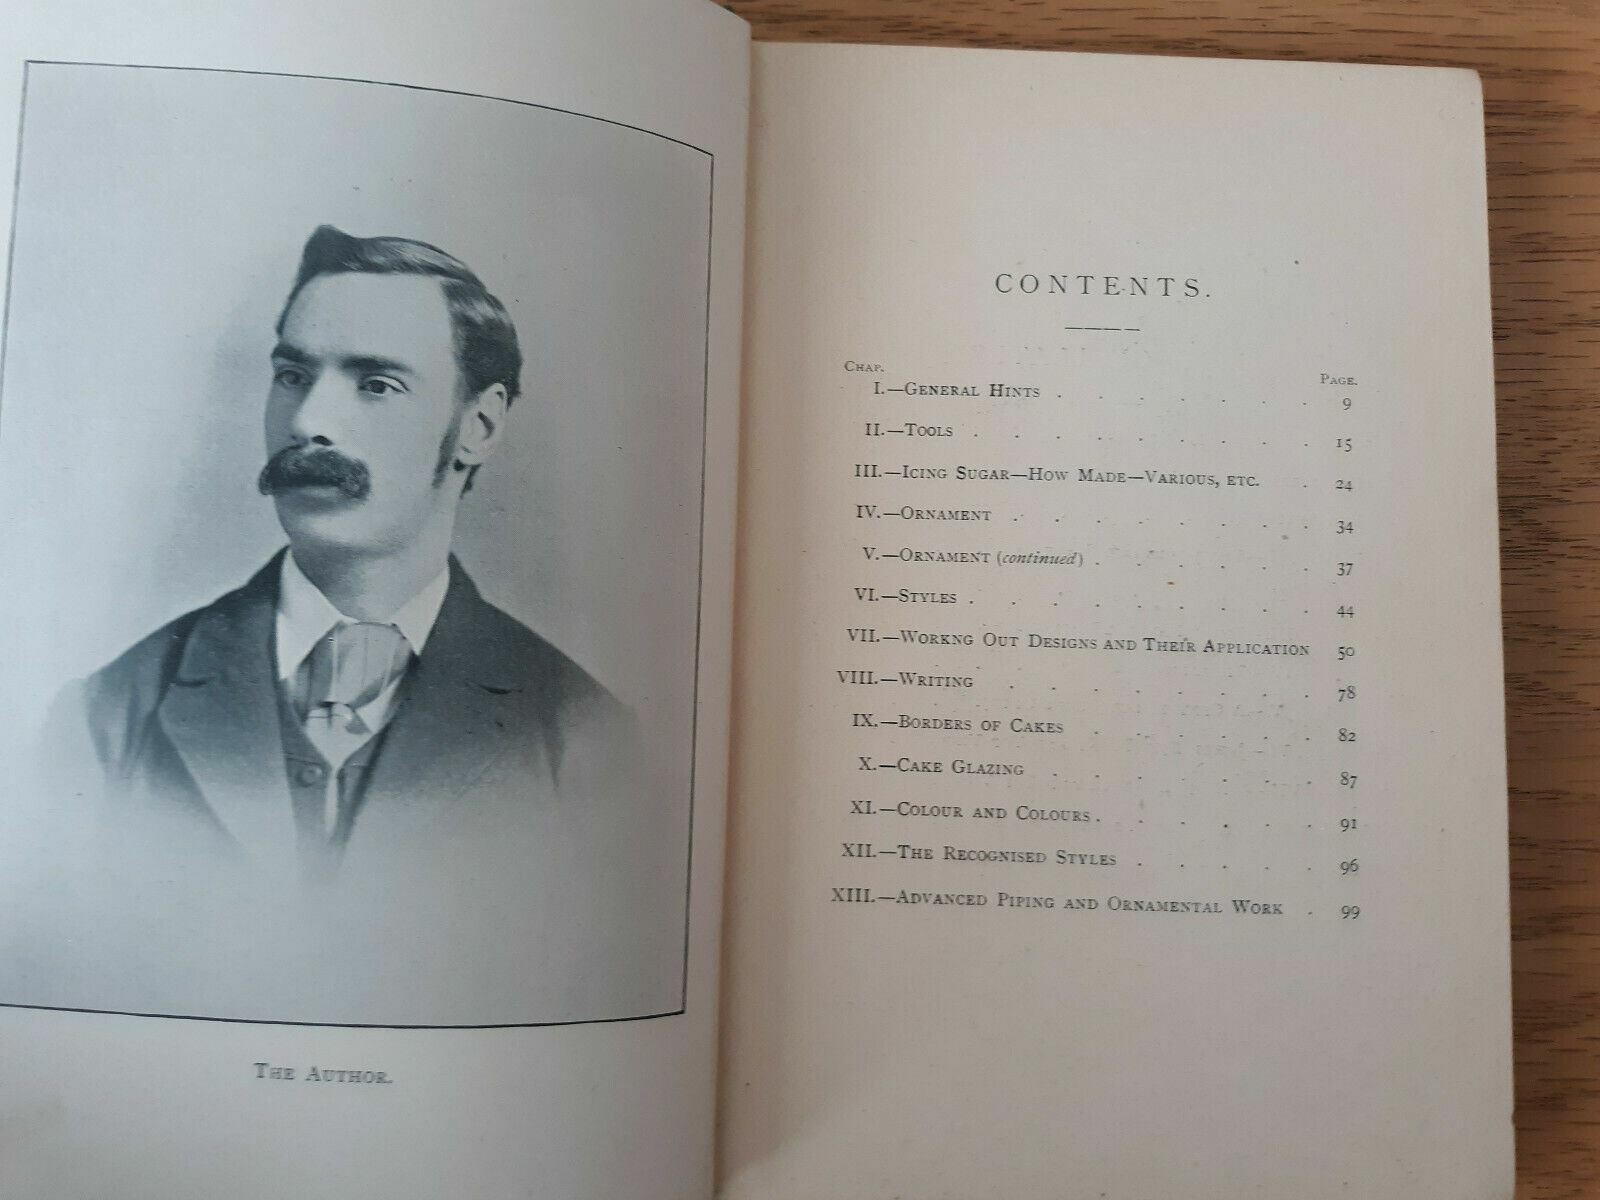 THE AUTHOR.
CONTENTS.
CHAP. PAGE.
I.—GENERAL HINTS . . . . . . . 9
II.—TOOLS . . . . . . . . . 15
III.—ICING SUGAR—HOW MADE—VARIOUS, ETC. . 24
IV.—ORNAMENT . . . . . . . . 34
V.—ORNAMENT (continued) . . . . . . 37
VI.—STYLES . . . . . . . . . 44
VII.—WORKNG OUT DESIGNS AND THEIR APPLICATION 50
VIII.—WRITING . . . . . . . . 78
IX.—BORDERS OF CAKES . . . . . . 82
X.—CAKE GLAZING . . . . . . . 87
XI.—COLOUR AND COLOURS . . . . . . 91
XII.—THE RECOGNISED STYLES . . . . . 96
XIII.—ADVANCED PIPING AND ORNAMENTAL WORK . 99